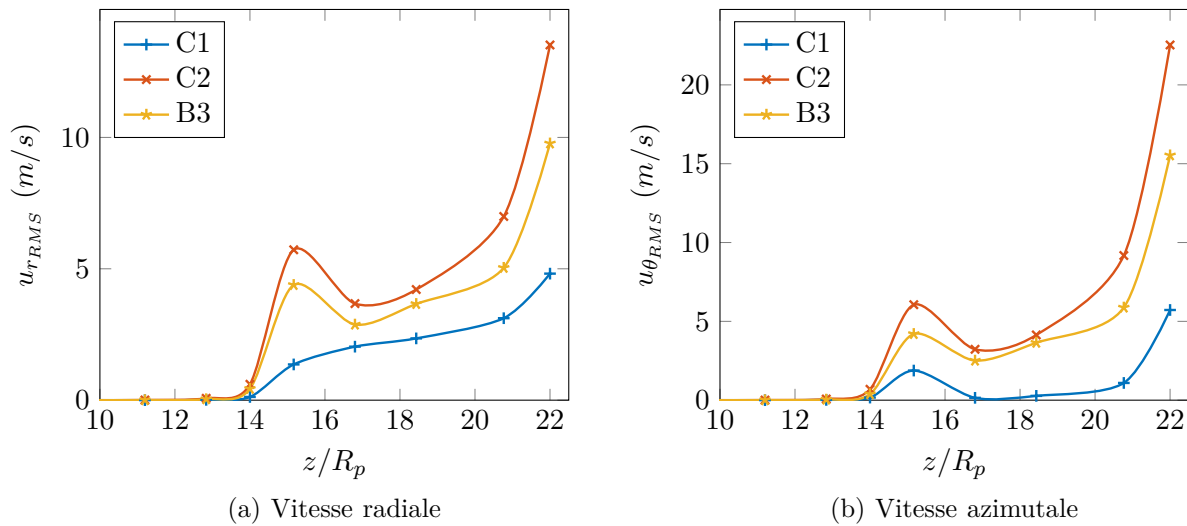 C1
C2
B3
u_{r_{RMS}} (m/s)
0
5
10
10 12 14 16 18 20 22
z/R_p
(a) Vitesse radiale
C1
C2
B3
u_{θ_{RMS}} (m/s)
0
5
10
15
20
10 12 14 16 18 20 22
z/R_p
(b) Vitesse azimutale